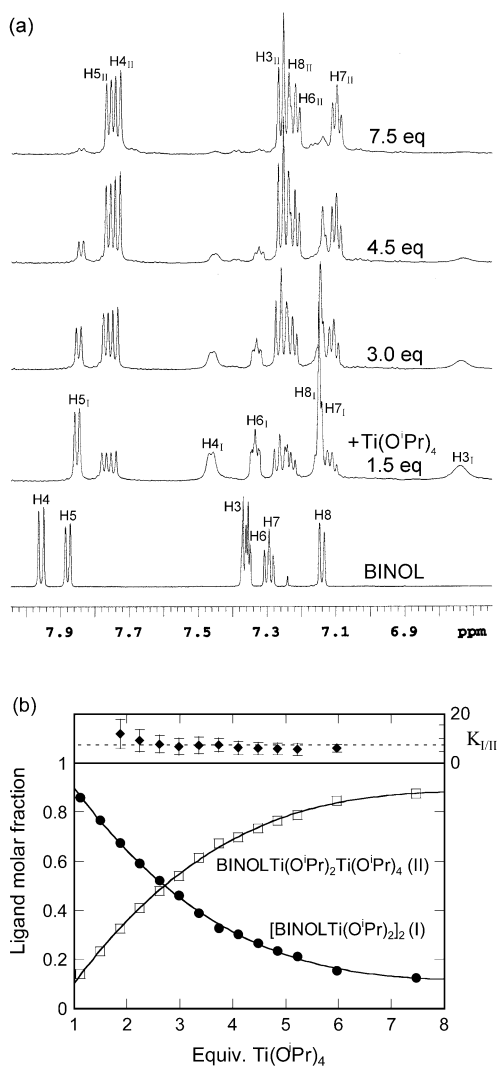 (a)
H5II H4II H3II H8II H6II H7II
7.5 eq
4.5 eq
3.0 eq
H5I H4I H6I H8I H7I H3I
+Ti(OiPr)4
1.5 eq
H4 H5 H3 H6 H7 H8
BINOL
7.9 7.7 7.5 7.3 7.1 6.9 ppm
(b)
20
KI/II
0
1
0.8
0.6
0.4
0.2
0
Ligand molar fraction
BINOLTi(OiPr)2Ti(OiPr)4 (II)
[BINOLTi(OiPr)2]2 (I)
1 2 3 4 5 6 7 8
Equiv. Ti(OiPr)4